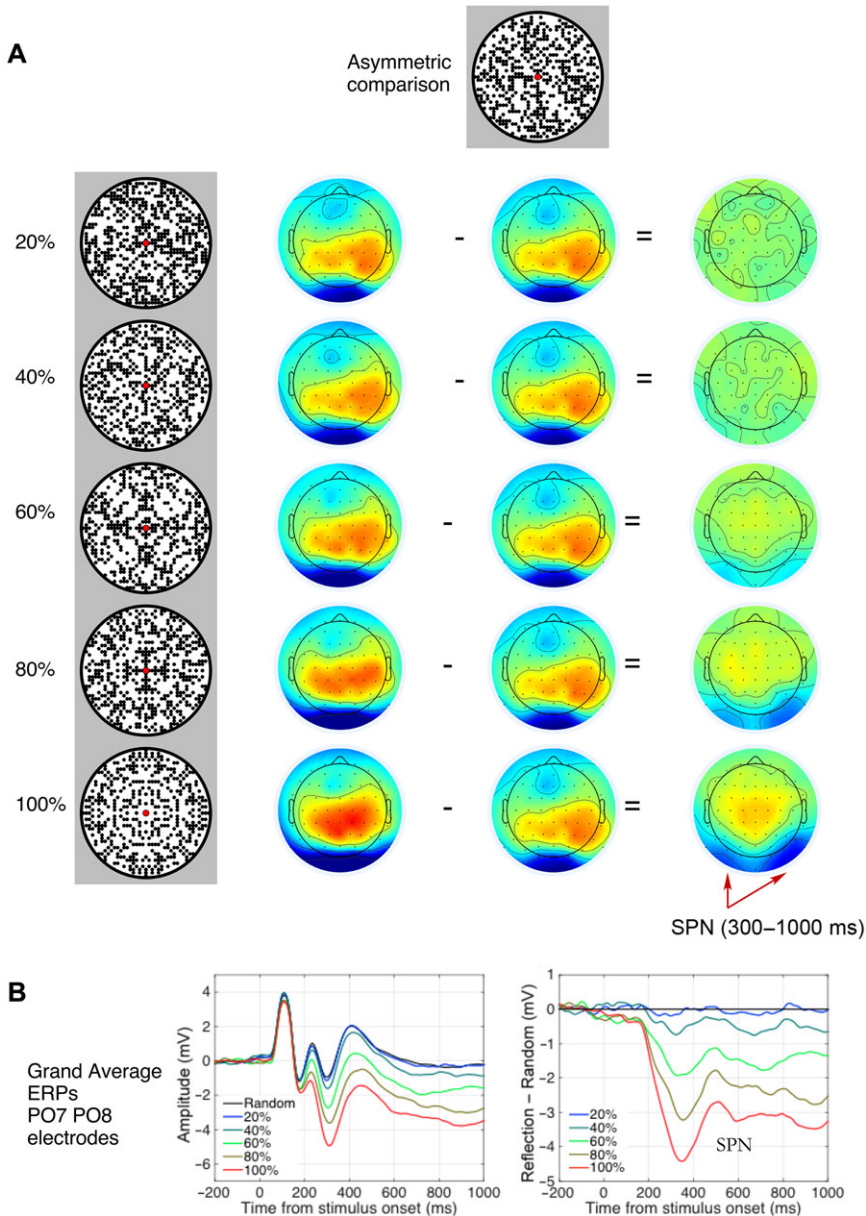 A
Asymmetric
comparison
20%
- =
40%
- =
60%
- =
80%
- =
100%
- =
SPN (300–1000 ms)
B
Grand Average
ERPs
PO7 PO8
electrodes
Amplitude (mV)
4
2
0
−2
−4
−6
Random
20%
40%
60%
80%
100%
−200 0 200 400 600 800 1000
Time from stimulus onset (ms)
Reflection – Random (mV)
1
0
−1
−2
−3
−4
−5
20%
40%
60%
80%
100%
SPN
−200 0 200 400 600 800 1000
Time from stimulus onset (ms)